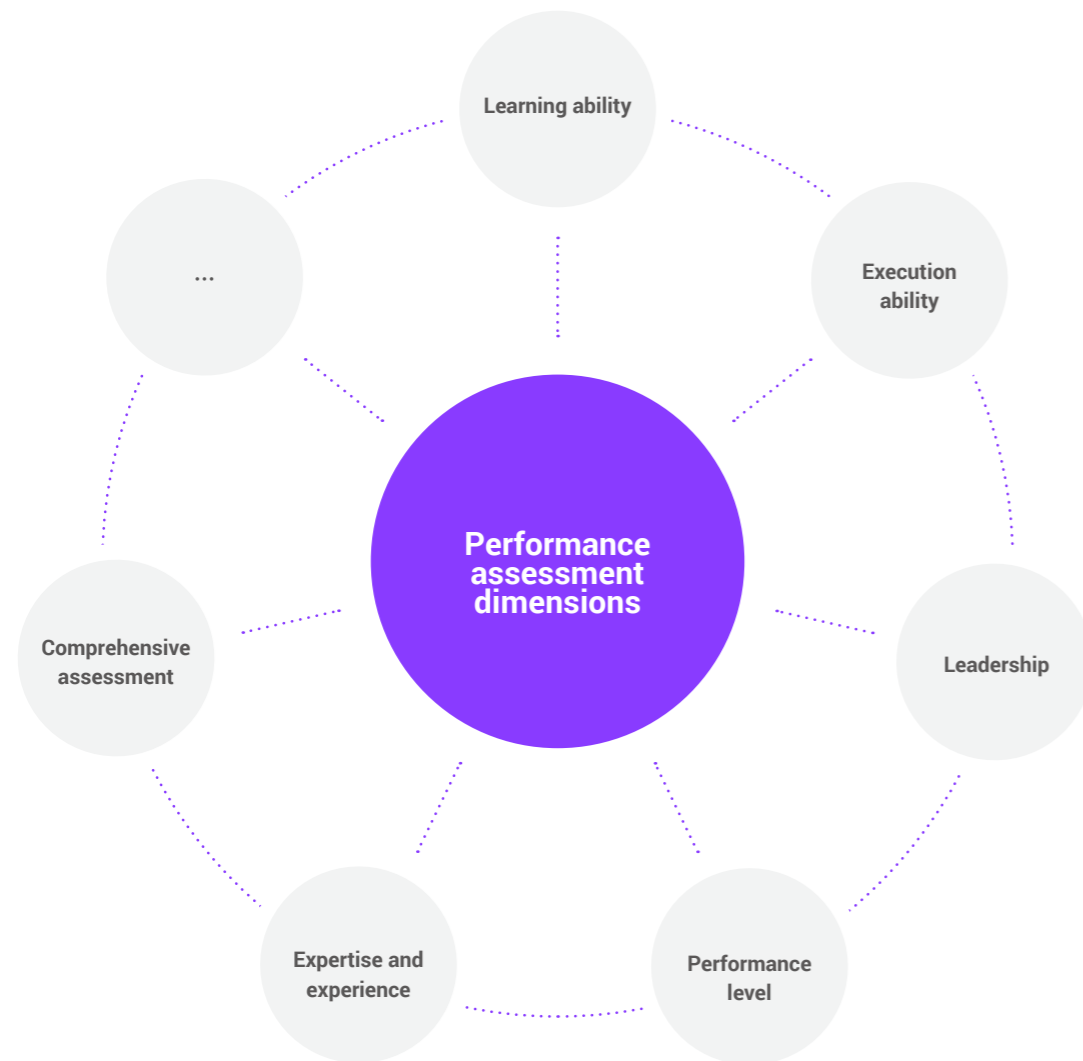 Learning ability
Execution
ability
...
Performance
assessment
dimensions
Comprehensive
assessment
Leadership
Expertise and
experience
Performance
level